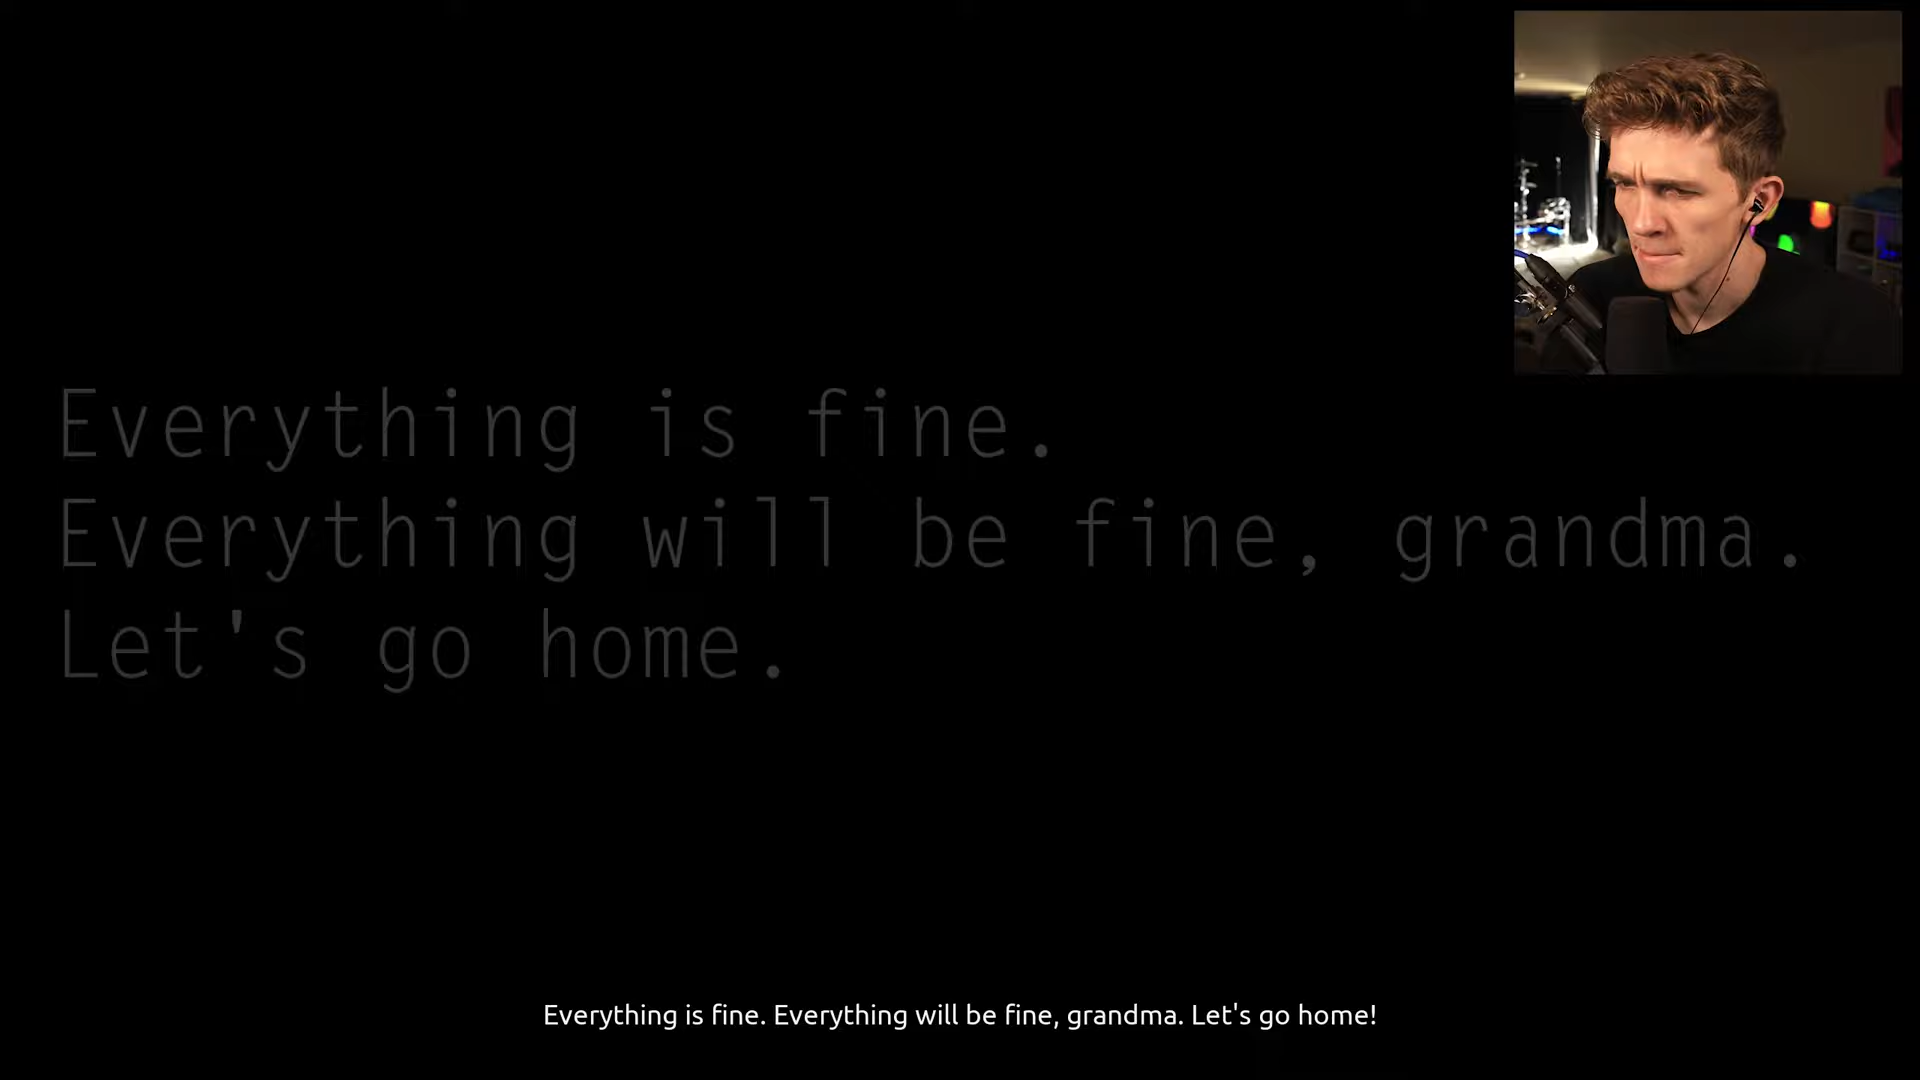 Everything is fine.
Everything will be fine, grandma.
Let's go home.
Everything is fine. Everything will be fine, grandma. Let's go home!